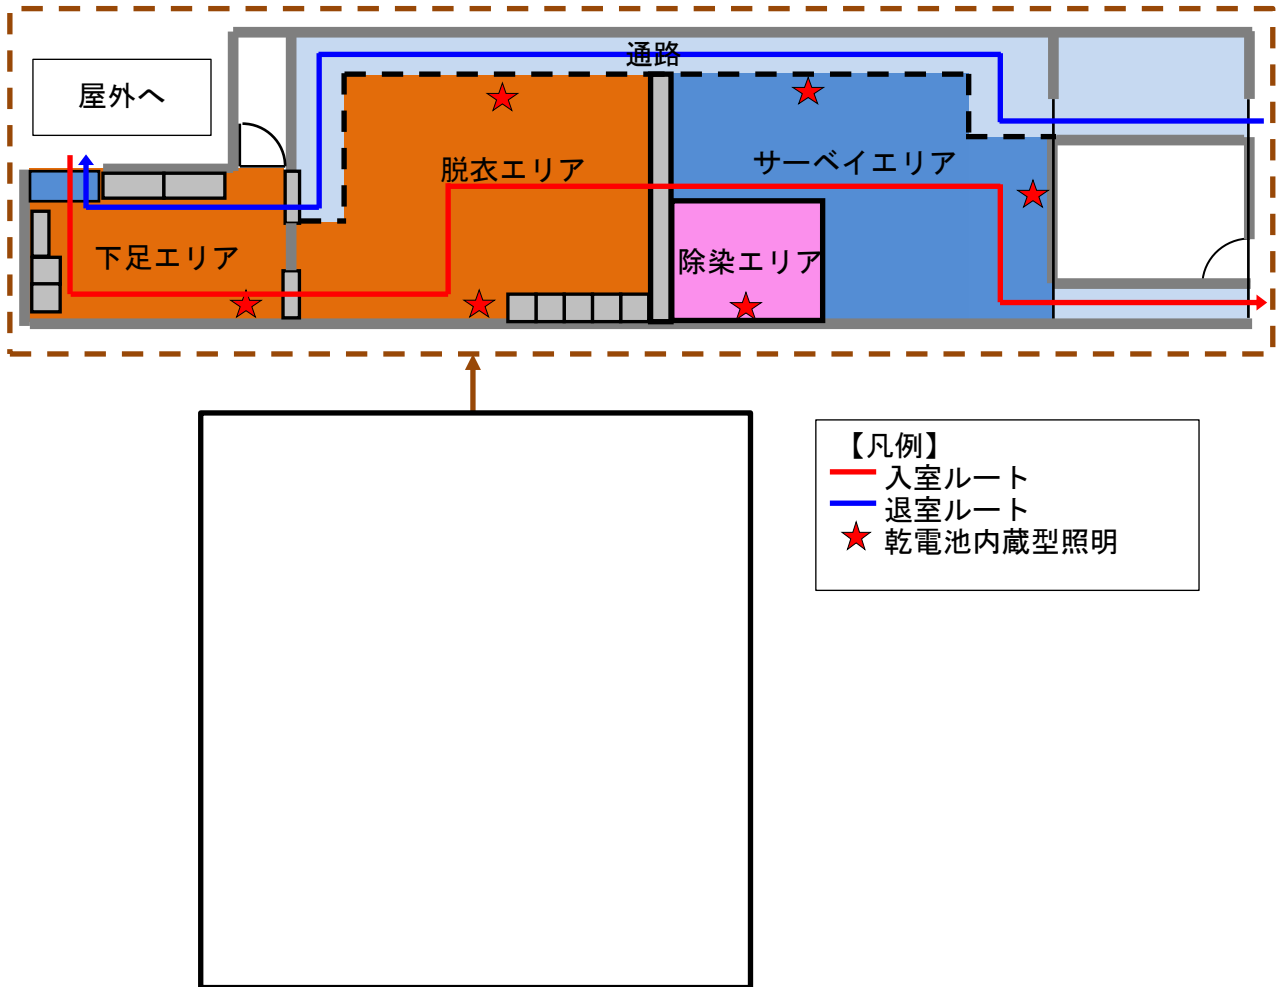 通路
屋外へ
脱衣エリア
サーベイエリア
下足エリア
除染エリア
【凡例】
入室ルート
退室ルート
乾電池内蔵型照明